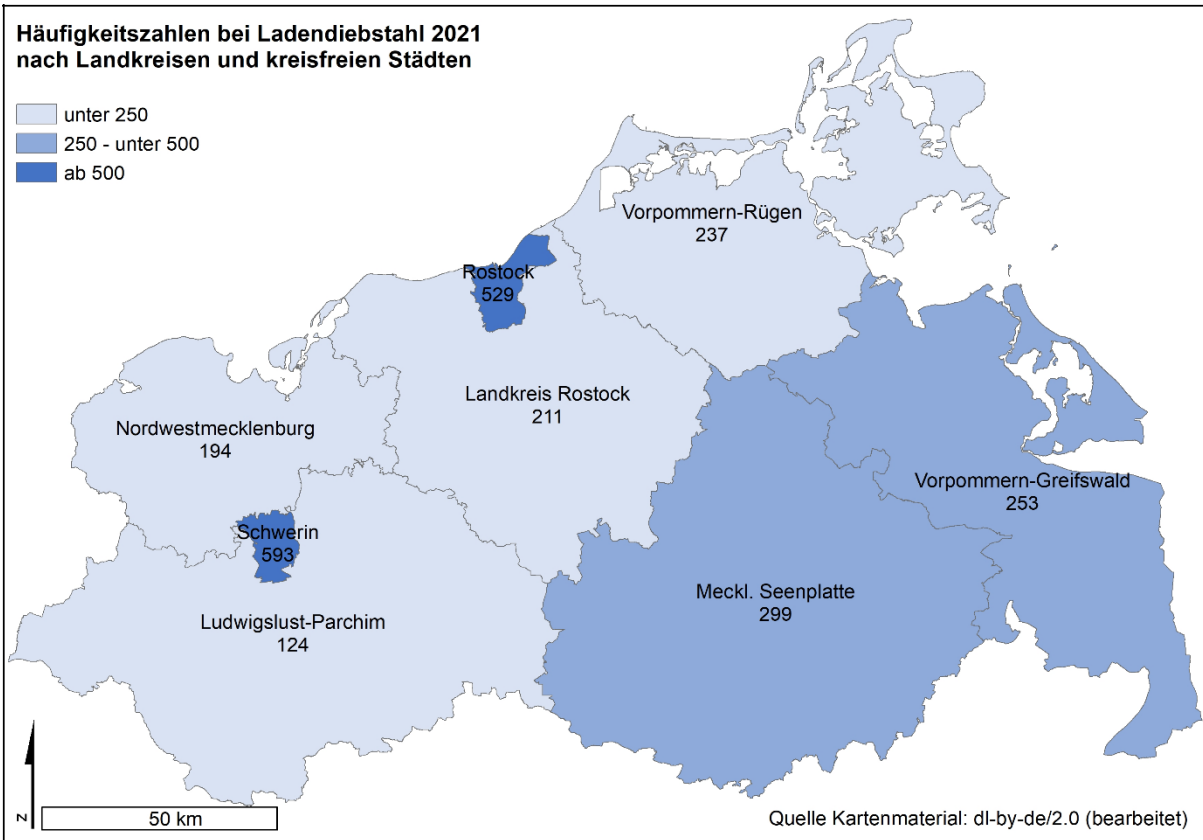 Häufigkeitszahlen bei Ladendiebstahl 2021
nach Landkreisen und kreisfreien Städten
unter 250
250 - unter 500
ab 500
Vorpommern-Rügen
237
Rostock
529
Landkreis Rostock
211
Nordwestmecklenburg
194
Vorpommern-Greifswald
253
Schwerin
593
Meckl. Seenplatte
299
Ludwigslust-Parchim
124
N
50 km
Quelle Kartenmaterial: dl-by-de/2.0 (bearbeitet)